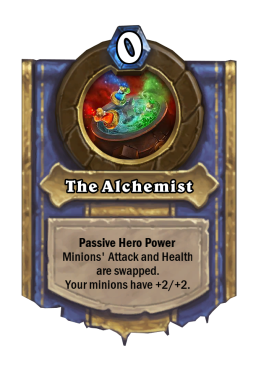 0
The Alchemist
Passive Hero Power
Minions' Attack and Health
are swapped.
Your minions have +2/+2.